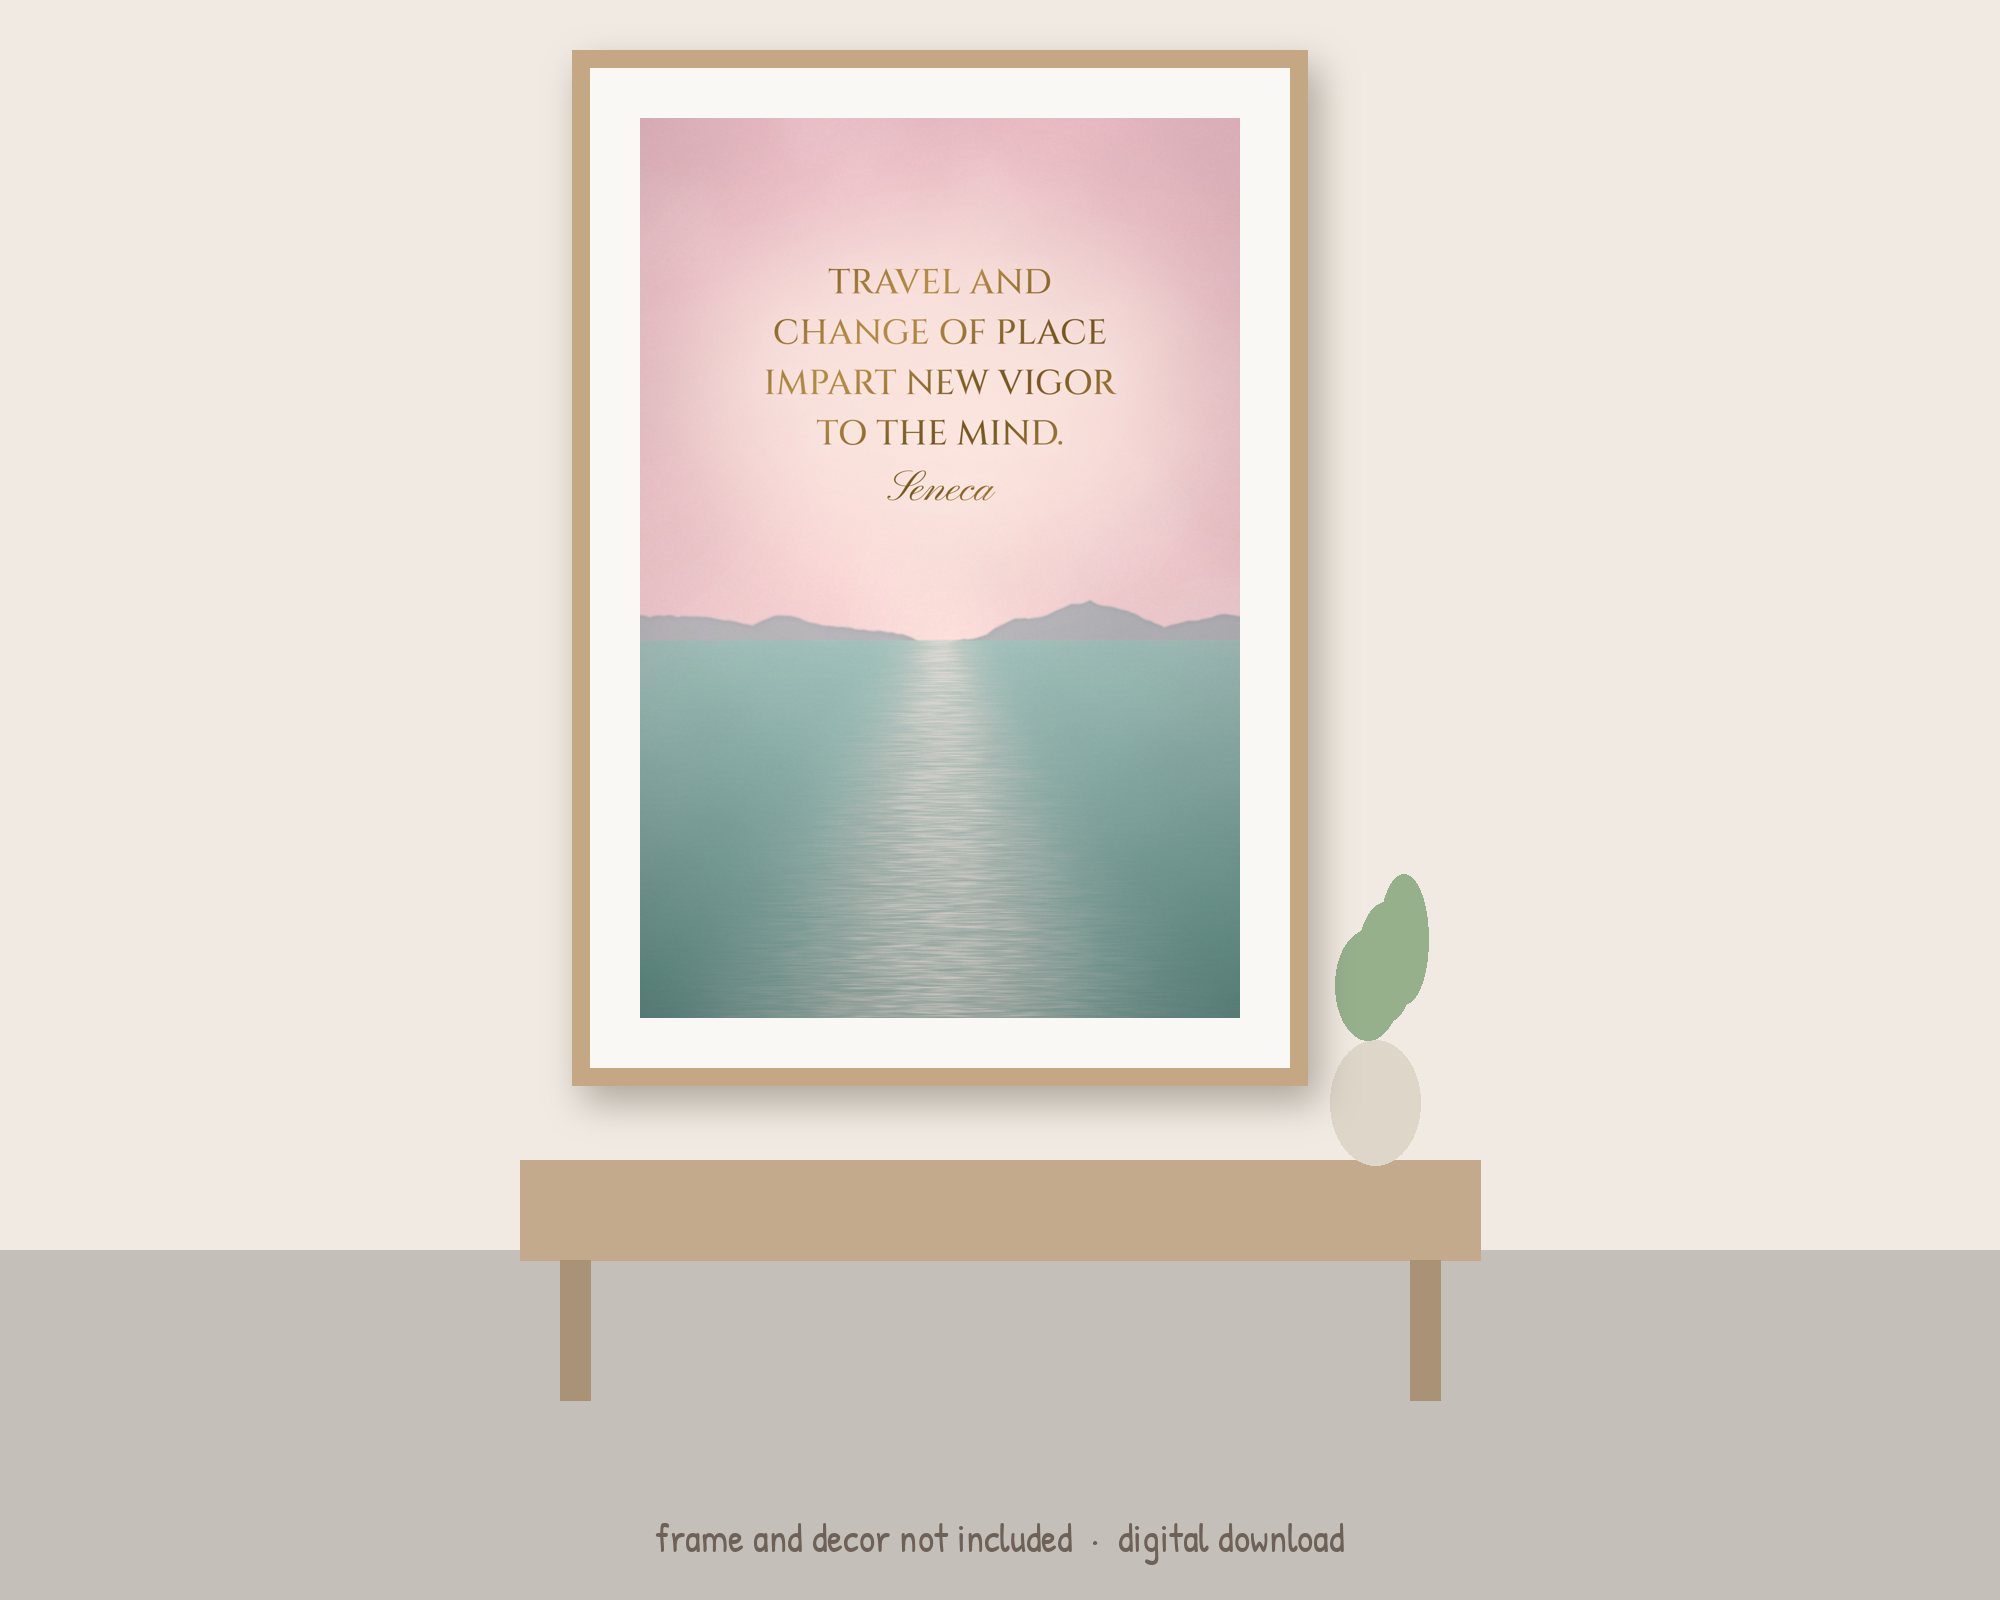 TRAVEL AND
CHANGE OF PLACE
IMPART NEW VIGOR
TO THE MIND.
Seneca
frame and decor not included · digital download